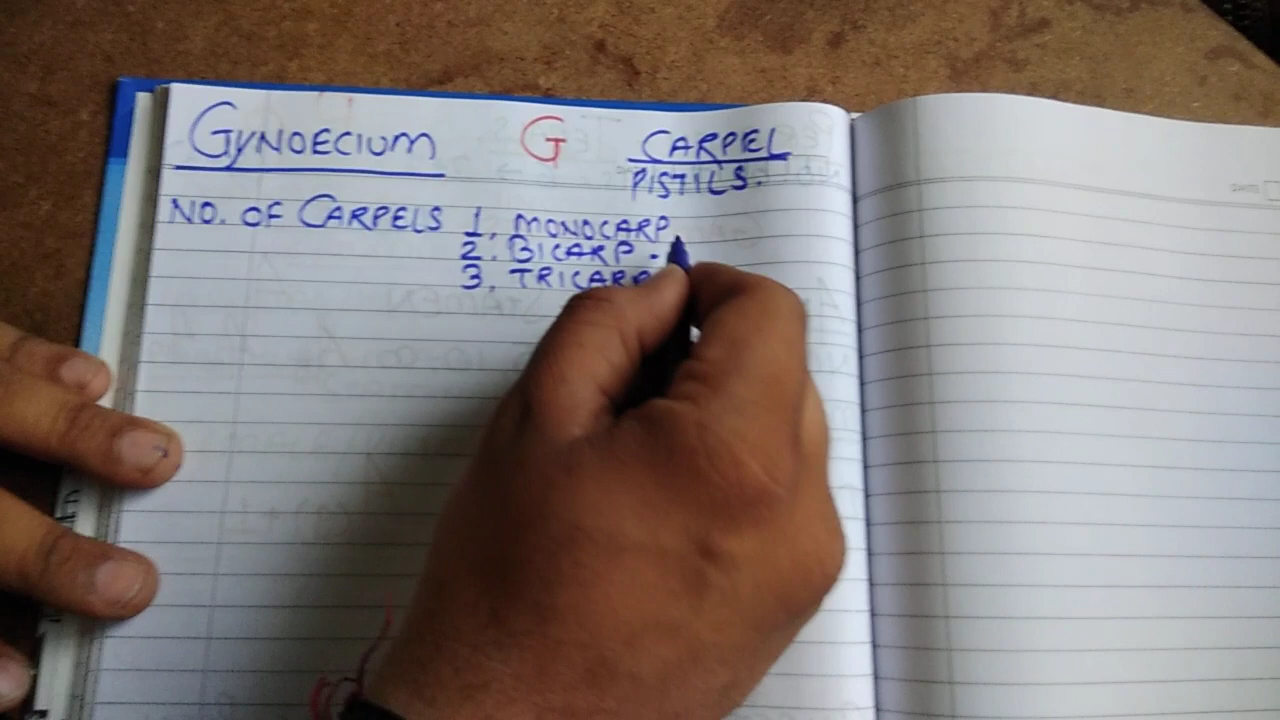 GYNOECIUM G CARPEL
PISTILS.
NO. OF CARPELS 1. MONOCARP
2. BICARP -
3. TRICARP